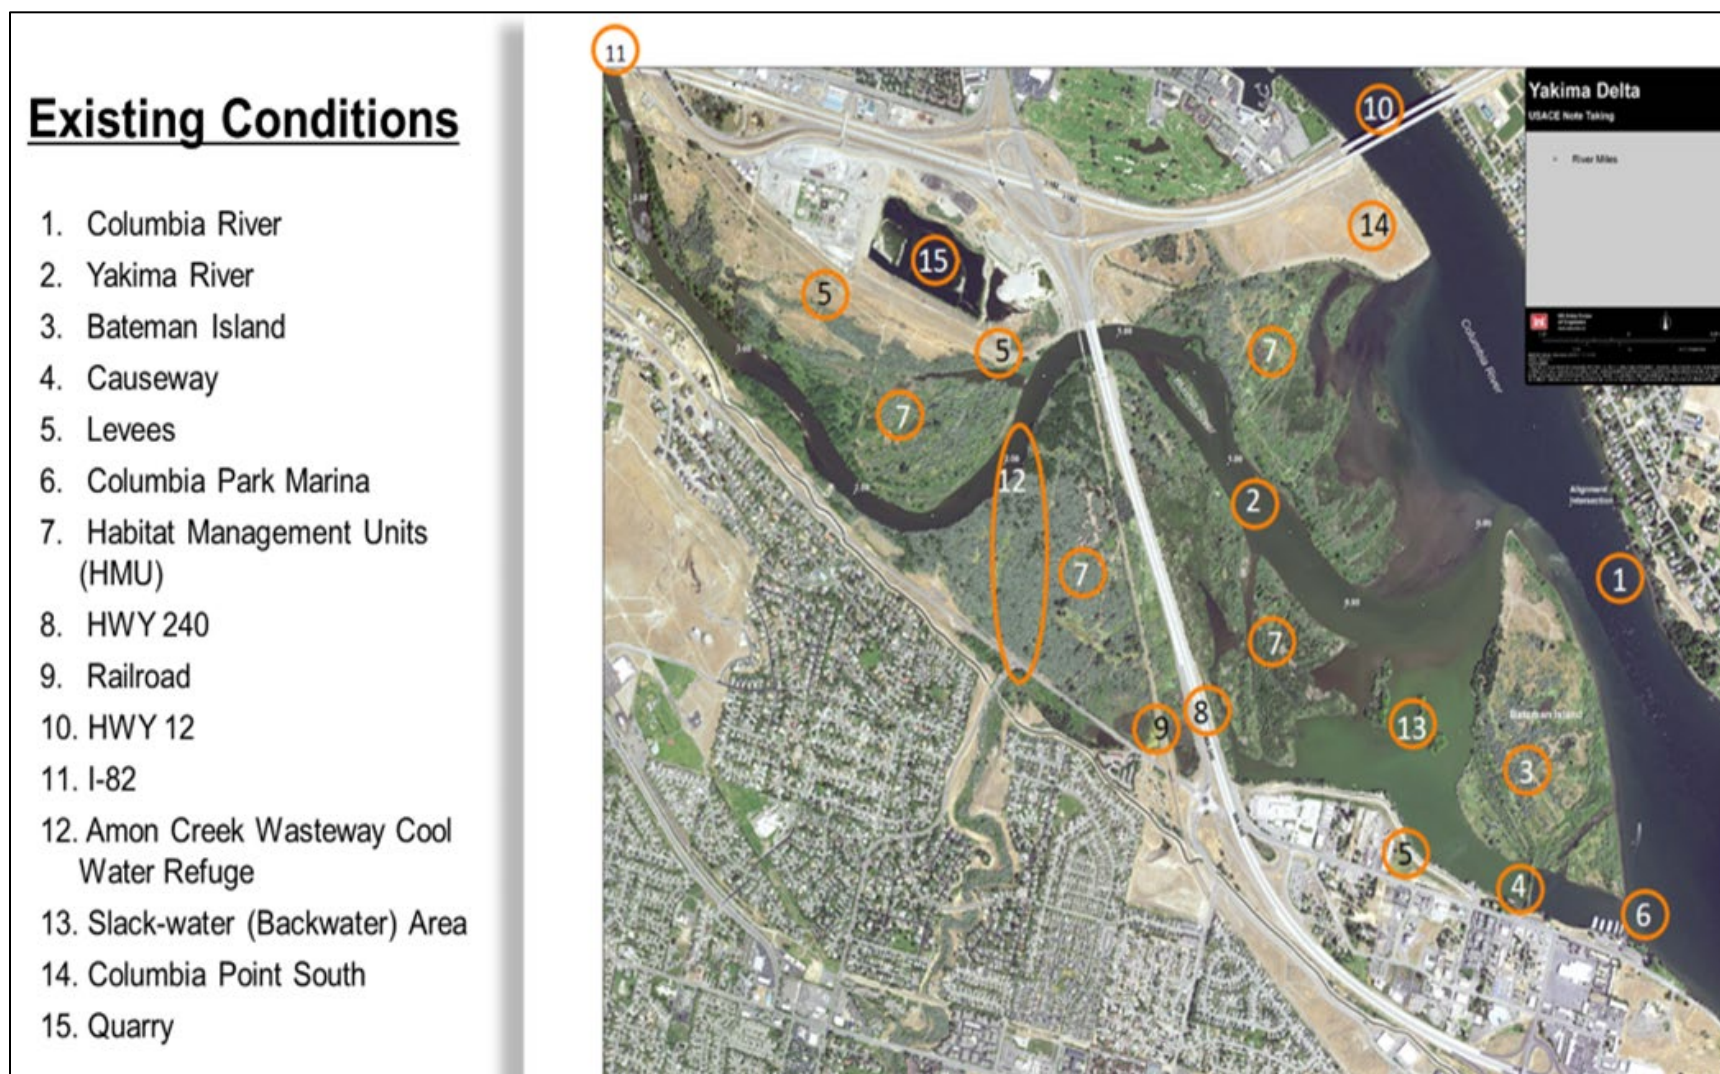 Existing Conditions
1. Columbia River
2. Yakima River
3. Bateman Island
4. Causeway
5. Levees
6. Columbia Park Marina
7. Habitat Management Units
(HMU)
8. HWY 240
9. Railroad
10. HWY 12
11. I-82
12. Amon Creek Wasteway Cool
Water Refuge
13. Slack-water (Backwater) Area
14. Columbia Point South
15. Quarry
11
10
Yakima Delta
USACE Note Taking
River Miles
14
15
5
5
7
Columbia River
7
12
2
Alignment
Intersection
7
1
7
8
9
13
Bateman Island
3
5
4
6